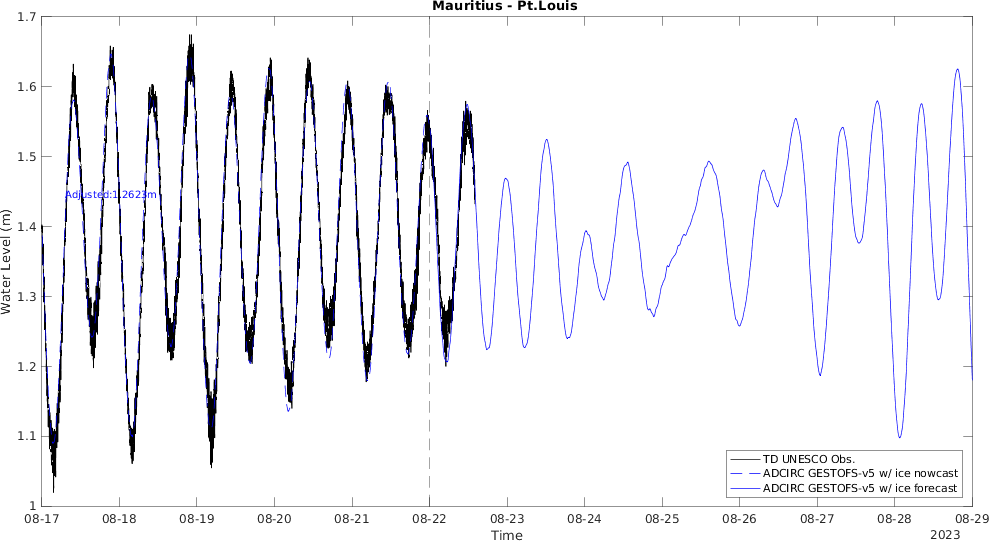 Mauritius - Pt.Louis
1.7
1.6
1.5
1.4
1.3
1.2
1.1
1
Water Level (m)
Adjusted:1.2623m
TD UNESCO Obs.
ADCIRC GESTOFS-v5 w/ ice nowcast
ADCIRC GESTOFS-v5 w/ ice forecast
08-17 08-18 08-19 08-20 08-21 08-22 08-23 08-24 08-25 08-26 08-27 08-28 08-29
Time
2023